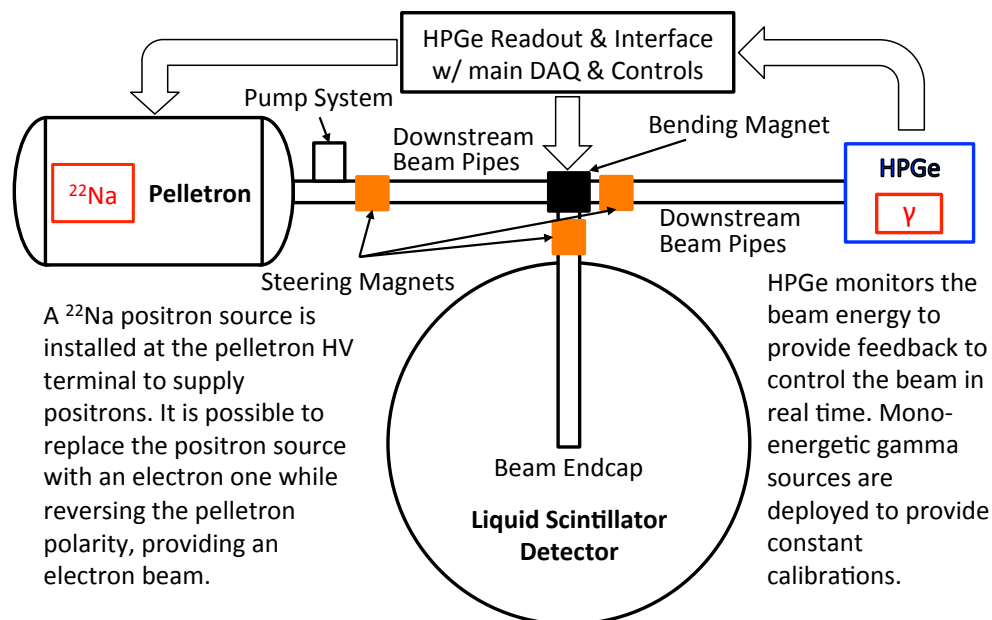 HPGe Readout & Interface
w/ main DAQ & Controls
Pump System
Downstream
Beam Pipes
Bending Magnet
²²Na
Pelletron
HPGe
γ
Downstream
Beam Pipes
Steering Magnets
A ²²Na positron source is
installed at the pelletron HV
terminal to supply
positrons. It is possible to
replace the positron source
with an electron one while
reversing the pelletron
polarity, providing an
electron beam.
Beam Endcap
Liquid Scintillator
Detector
HPGe monitors the
beam energy to
provide feedback to
control the beam in
real time. Mono-
energetic gamma
sources are
deployed to provide
constant
calibrations.